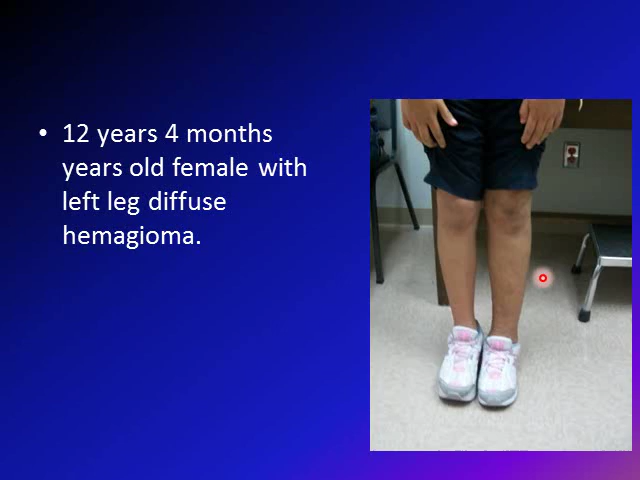 • 12 years 4 months
years old female with
left leg diffuse
hemagioma.